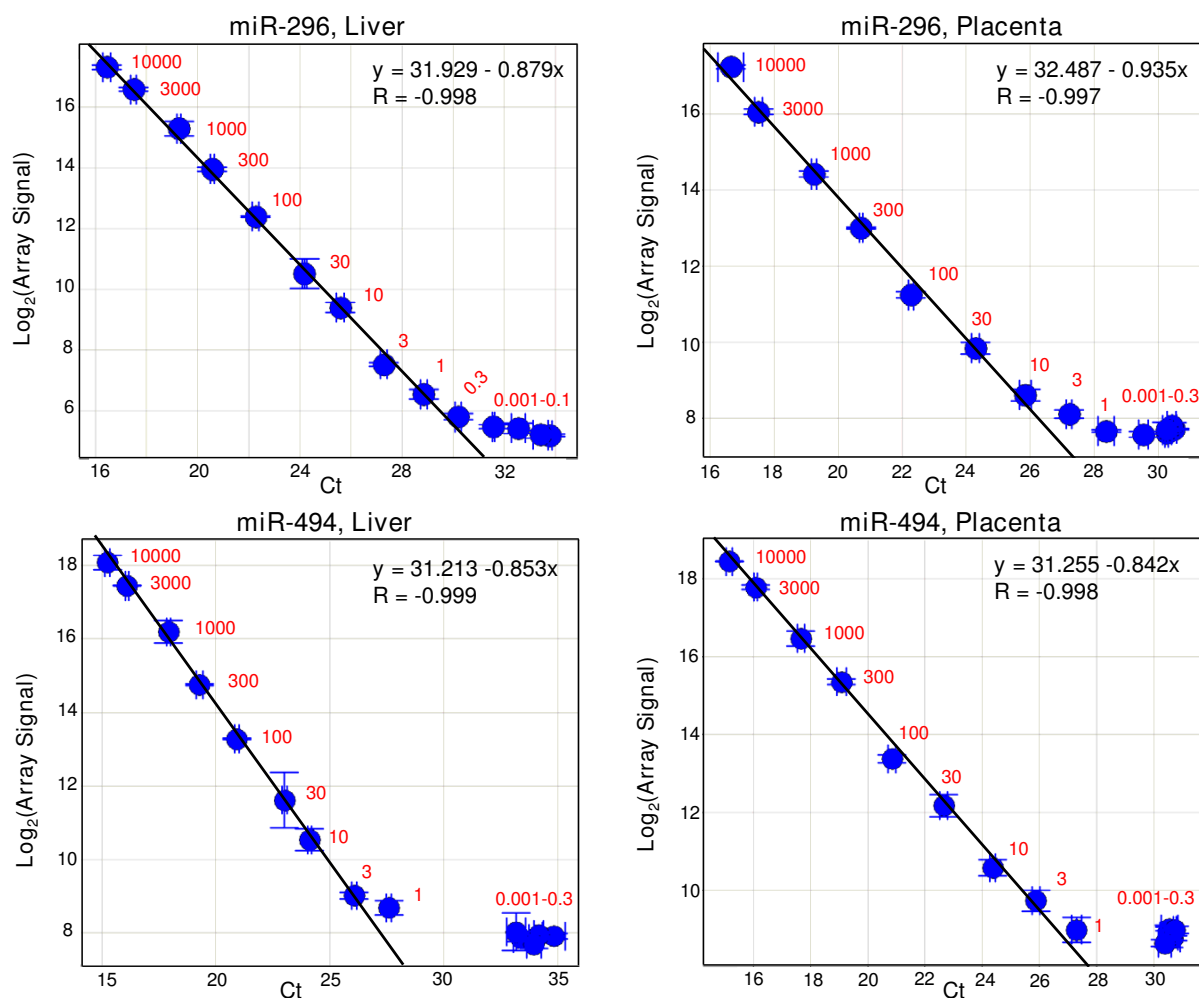 miR-296, Liver
Log2(Array Signal)
16
14
12
10
8
6
10000
3000
1000
300
100
30
10
3
1
0.3
0.001-0.1
y = 31.929 - 0.879x
R = -0.998
16 20 24 28 32
Ct
miR-296, Placenta
Log2(Array Signal)
16
14
12
10
8
10000
3000
1000
300
100
30
10
3
1
0.001-0.3
y = 32.487 - 0.935x
R = -0.997
16 18 20 22 24 26 28 30
Ct
miR-494, Liver
Log2(Array Signal)
18
16
14
12
10
8
10000
3000
1000
300
100
30
10
3
1
0.001-0.3
y = 31.213 -0.853x
R = -0.999
15 20 25 30 35
Ct
miR-494, Placenta
Log2(Array Signal)
18
16
14
12
10
10000
3000
1000
300
100
30
10
3
1
0.001-0.3
y = 31.255 -0.842x
R = -0.998
16 18 20 22 24 26 28 30
Ct